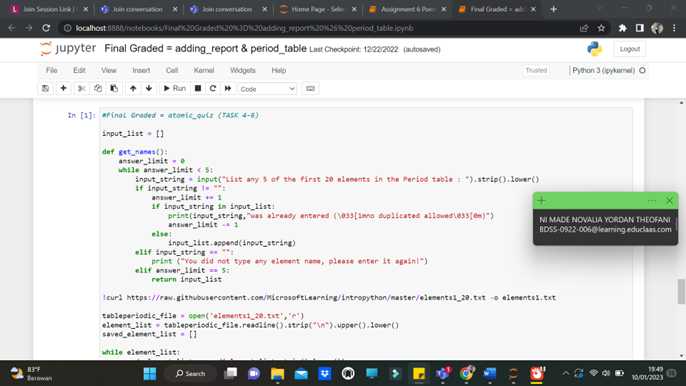 Join Session Link |
Join conversation
Join conversation
Home Page - Select
Assignment 6 Poem
Final Graded = add
localhost:8888/notebooks/Final%20Graded%20%3D%20adding_report%20%26%20period_table.ipynb
jupyter Final Graded = adding_report & period_table Last Checkpoint: 12/22/2022 (autosaved)
Logout
File Edit View Insert Cell Kernel Widgets Help
Trusted
Python 3 (ipykernel)
Run
Code
In [1]:
#Final Graded = atomic_quiz (TASK 4-6)
input_list = []
def get_names():
    answer_limit = 0
    while answer_limit < 5:
        input_string = input("List any 5 of the first 20 elements in the Period table : ").strip().lower()
        if input_string != "":
            answer_limit += 1
            if input_string in input_list:
                print(input_string,"was already entered (\033[1mno duplicated allowed\033[0m)")
                answer_limit -= 1
            else:
                input_list.append(input_string)
        elif input_string == "":
            print ("You did not type any element name, please enter it again!")
        elif answer_limit == 5:
            return input_list
!curl https://raw.githubusercontent.com/MicrosoftLearning/intropython/master/elements1_20.txt -o elements1.txt
tableperiodic_file = open('elements1_20.txt','r')
element_list = tableperiodic_file.readline().strip("\n").upper().lower()
saved_element_list = []
while element_list:
NI MADE NOVALIA YORDAN THEOFANI
BDSS-0922-006@learning.educlaas.com
83°F
Berawan
Search
19:49
10/01/2023